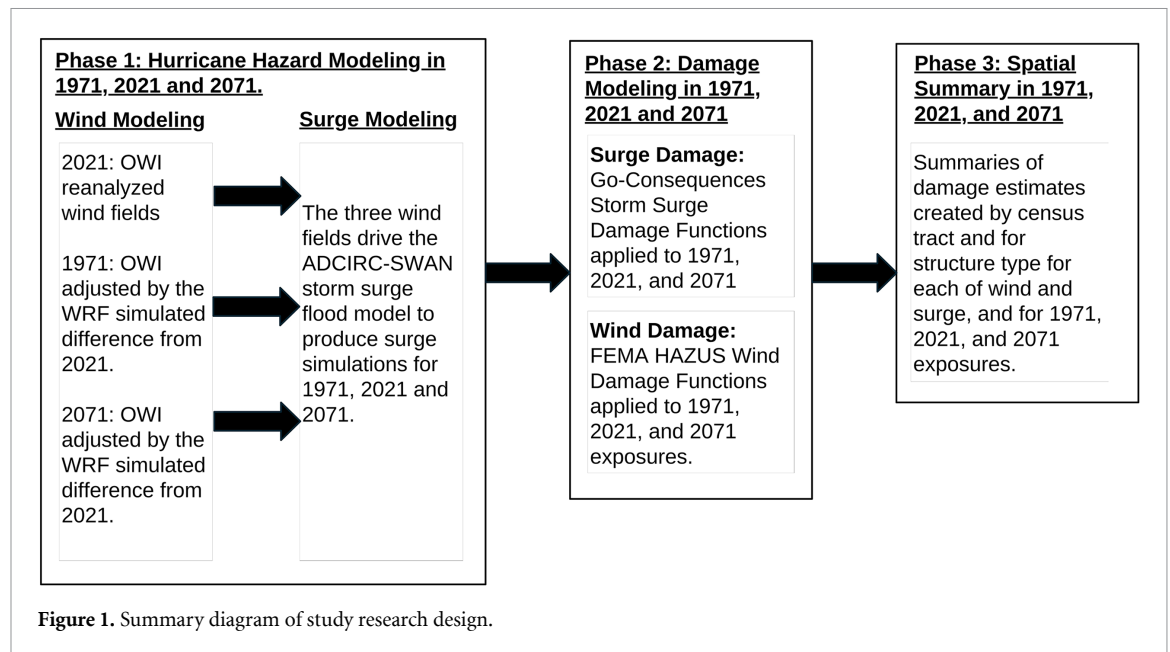 Phase 1: Hurricane Hazard Modeling in
1971, 2021 and 2071.
Wind Modeling
2021: OWI
reanalyzed
wind fields
1971: OWI
adjusted by the
WRF simulated
difference from
2021.
2071: OWI
adjusted by the
WRF simulated
difference from
2021.
Surge Modeling
The three wind
fields drive the
ADCIRC-SWAN
storm surge
flood model to
produce surge
simulations for
1971, 2021 and
2071.
Phase 2: Damage
Modeling in 1971,
2021 and 2071
Surge Damage:
Go-Consequences
Storm Surge
Damage Functions
applied to 1971,
2021, and 2071
Wind Damage:
FEMA HAZUS Wind
Damage Functions
applied to 1971,
2021, and 2071
exposures.
Phase 3: Spatial
Summary in 1971,
2021, and 2071
Summaries of
damage estimates
created by census
tract and for
structure type for
each of wind and
surge, and for 1971,
2021, and 2071
exposures.
Figure 1. Summary diagram of study research design.